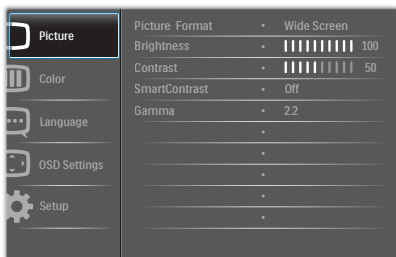 Picture
Color
Language
OSD Settings
Setup
Picture Format • Wide Screen
Brightness • 100
Contrast • 50
SmartContrast • Off
Gamma • 2.2
•
•
•
•
•